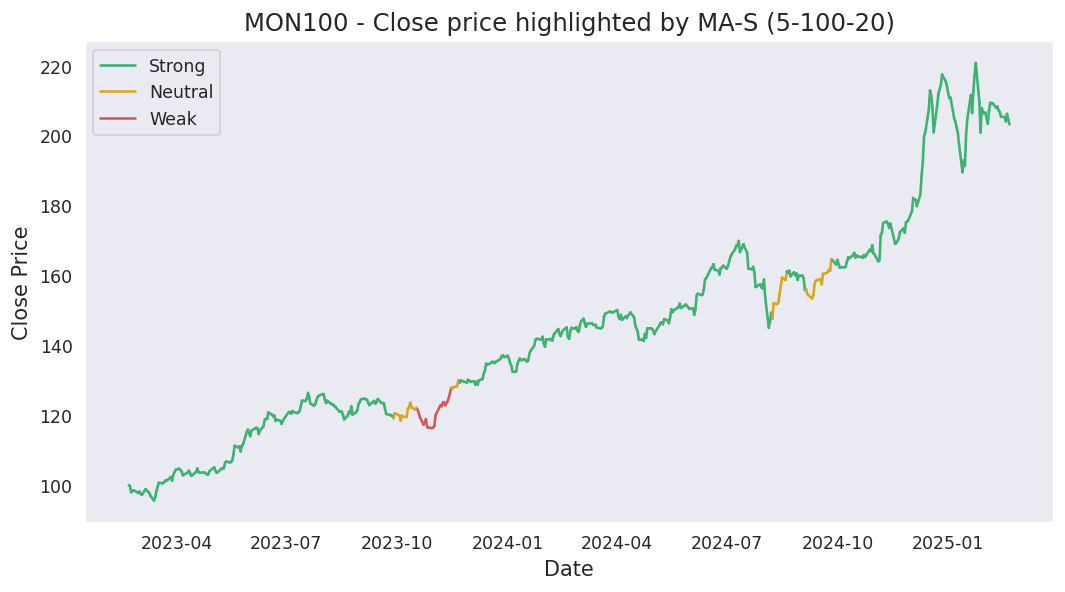 MON100 - Close price highlighted by MA-S (5-100-20)
Strong
Neutral
Weak
220
200
180
160
140
120
100
Close Price
2023-04 2023-07 2023-10 2024-01 2024-04 2024-07 2024-10 2025-01
Date